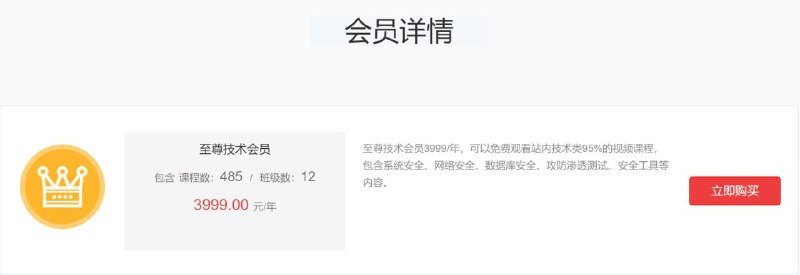 会员详情
至尊技术会员
包含 课程数：485 / 班级数：12
3999.00 元/年
至尊技术会员3999/年，可以免费观看站内技术类95%的视频课程，
包含系统安全、网络安全、数据库安全、攻防渗透测试、安全工具等
内容。
立即购买